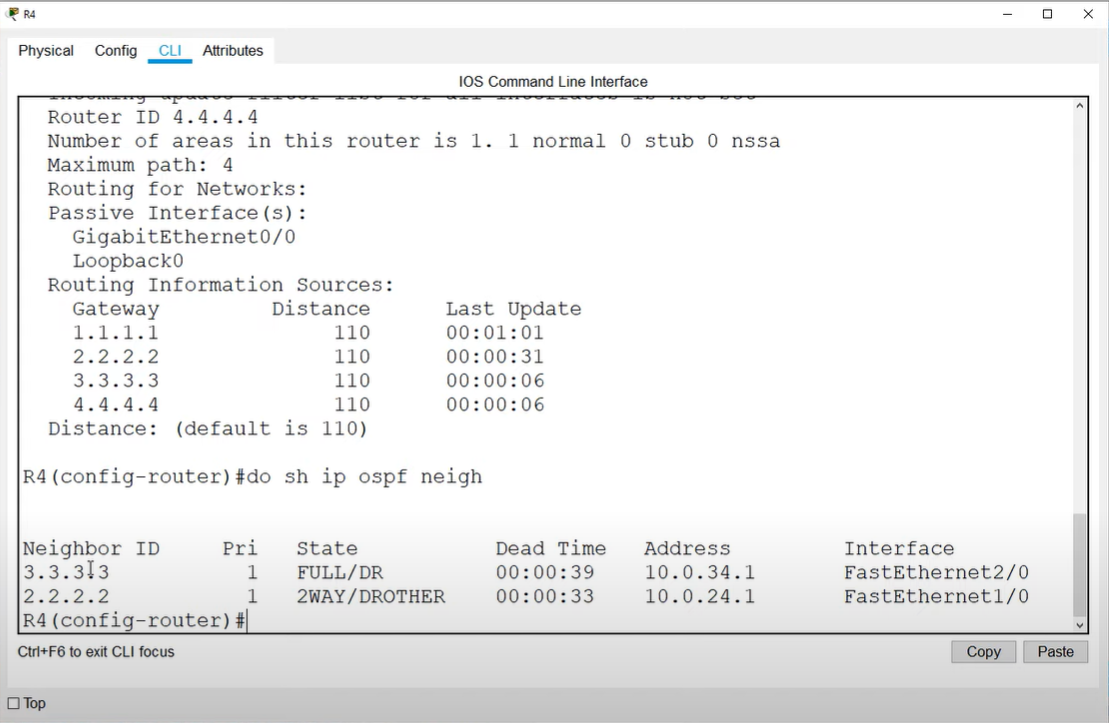 R4
Physical Config CLI Attributes
IOS Command Line Interface
Router ID 4.4.4.4
Number of areas in this router is 1. 1 normal 0 stub 0 nssa
Maximum path: 4
Routing for Networks:
Passive Interface(s):
GigabitEthernet0/0
Loopback0
Routing Information Sources:
Gateway Distance Last Update
1.1.1.1 110 00:01:01
2.2.2.2 110 00:00:31
3.3.3.3 110 00:00:06
4.4.4.4 110 00:00:06
Distance: (default is 110)
R4(config-router)#do sh ip ospf neigh
Neighbor ID Pri State Dead Time Address Interface
3.3.3.3 1 FULL/DR 00:00:39 10.0.34.1 FastEthernet2/0
2.2.2.2 1 2WAY/DROTHER 00:00:33 10.0.24.1 FastEthernet1/0
R4(config-router)#
Ctrl+F6 to exit CLI focus
Copy Paste
Top